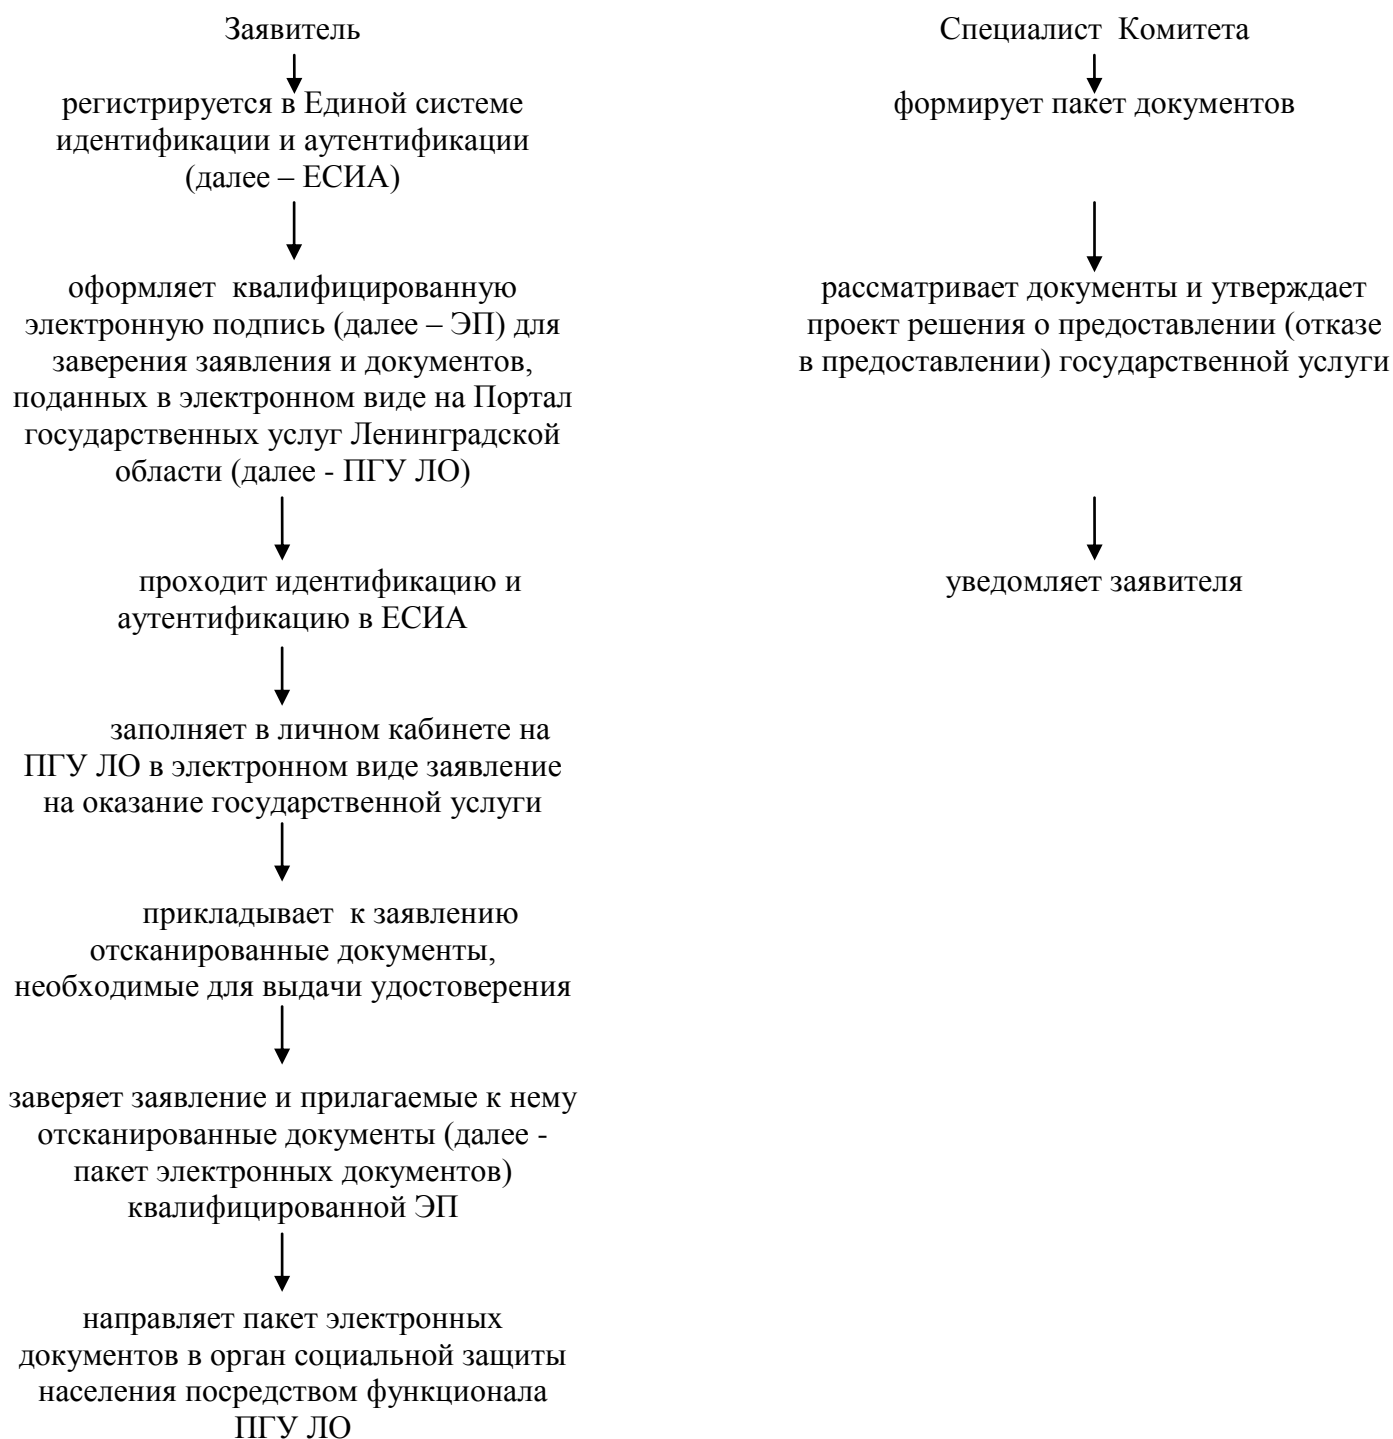 Заявитель
регистрируется в Единой системе
идентификации и аутентификации
(далее – ЕСИА)
оформляет квалифицированную
электронную подпись (далее – ЭП) для
заверения заявления и документов,
поданных в электронном виде на Портал
государственных услуг Ленинградской
области (далее - ПГУ ЛО)
проходит идентификацию и
аутентификацию в ЕСИА
заполняет в личном кабинете на
ПГУ ЛО в электронном виде заявление
на оказание государственной услуги
прикладывает к заявлению
отсканированные документы,
необходимые для выдачи удостоверения
заверяет заявление и прилагаемые к нему
отсканированные документы (далее -
пакет электронных документов)
квалифицированной ЭП
направляет пакет электронных
документов в орган социальной защиты
населения посредством функционала
ПГУ ЛО
Специалист Комитета
формирует пакет документов
рассматривает документы и утверждает
проект решения о предоставлении (отказе
в предоставлении) государственной услуги
уведомляет заявителя